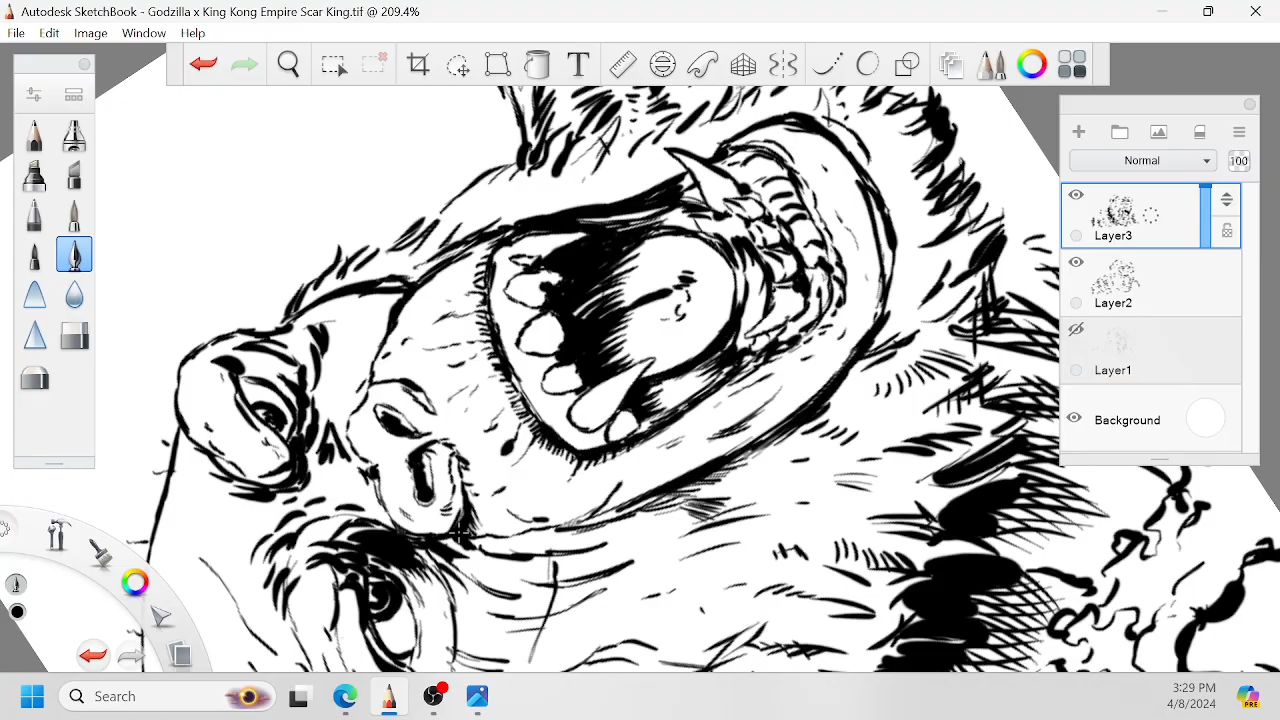 Autodesk SketchBook - Godzilla x King Kong Empire Scar King.tif @ 209.4%
File Edit Image Window Help
T
Normal
100
Layer3
Layer2
Layer1
Background
Search
3:29 PM
4/8/2024
PRE